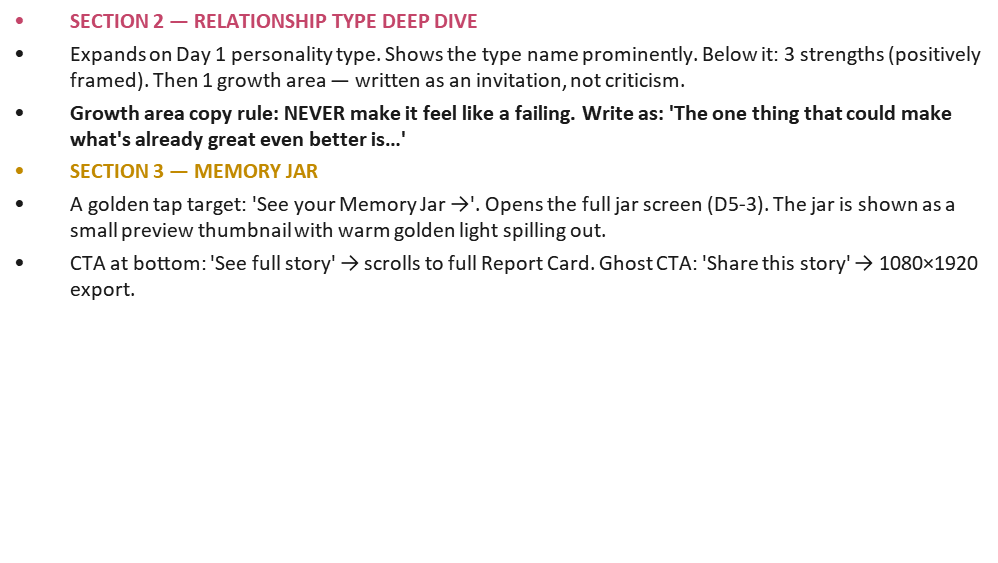 • SECTION 2 — RELATIONSHIP TYPE DEEP DIVE
• Expands on Day 1 personality type. Shows the type name prominently. Below it: 3 strengths (positively
framed). Then 1 growth area — written as an invitation, not criticism.
• Growth area copy rule: NEVER make it feel like a failing. Write as: 'The one thing that could make
what's already great even better is...'
• SECTION 3 — MEMORY JAR
• A golden tap target: 'See your Memory Jar →'. Opens the full jar screen (D5-3). The jar is shown as a
small preview thumbnail with warm golden light spilling out.
• CTA at bottom: 'See full story' → scrolls to full Report Card. Ghost CTA: 'Share this story' → 1080×1920
export.